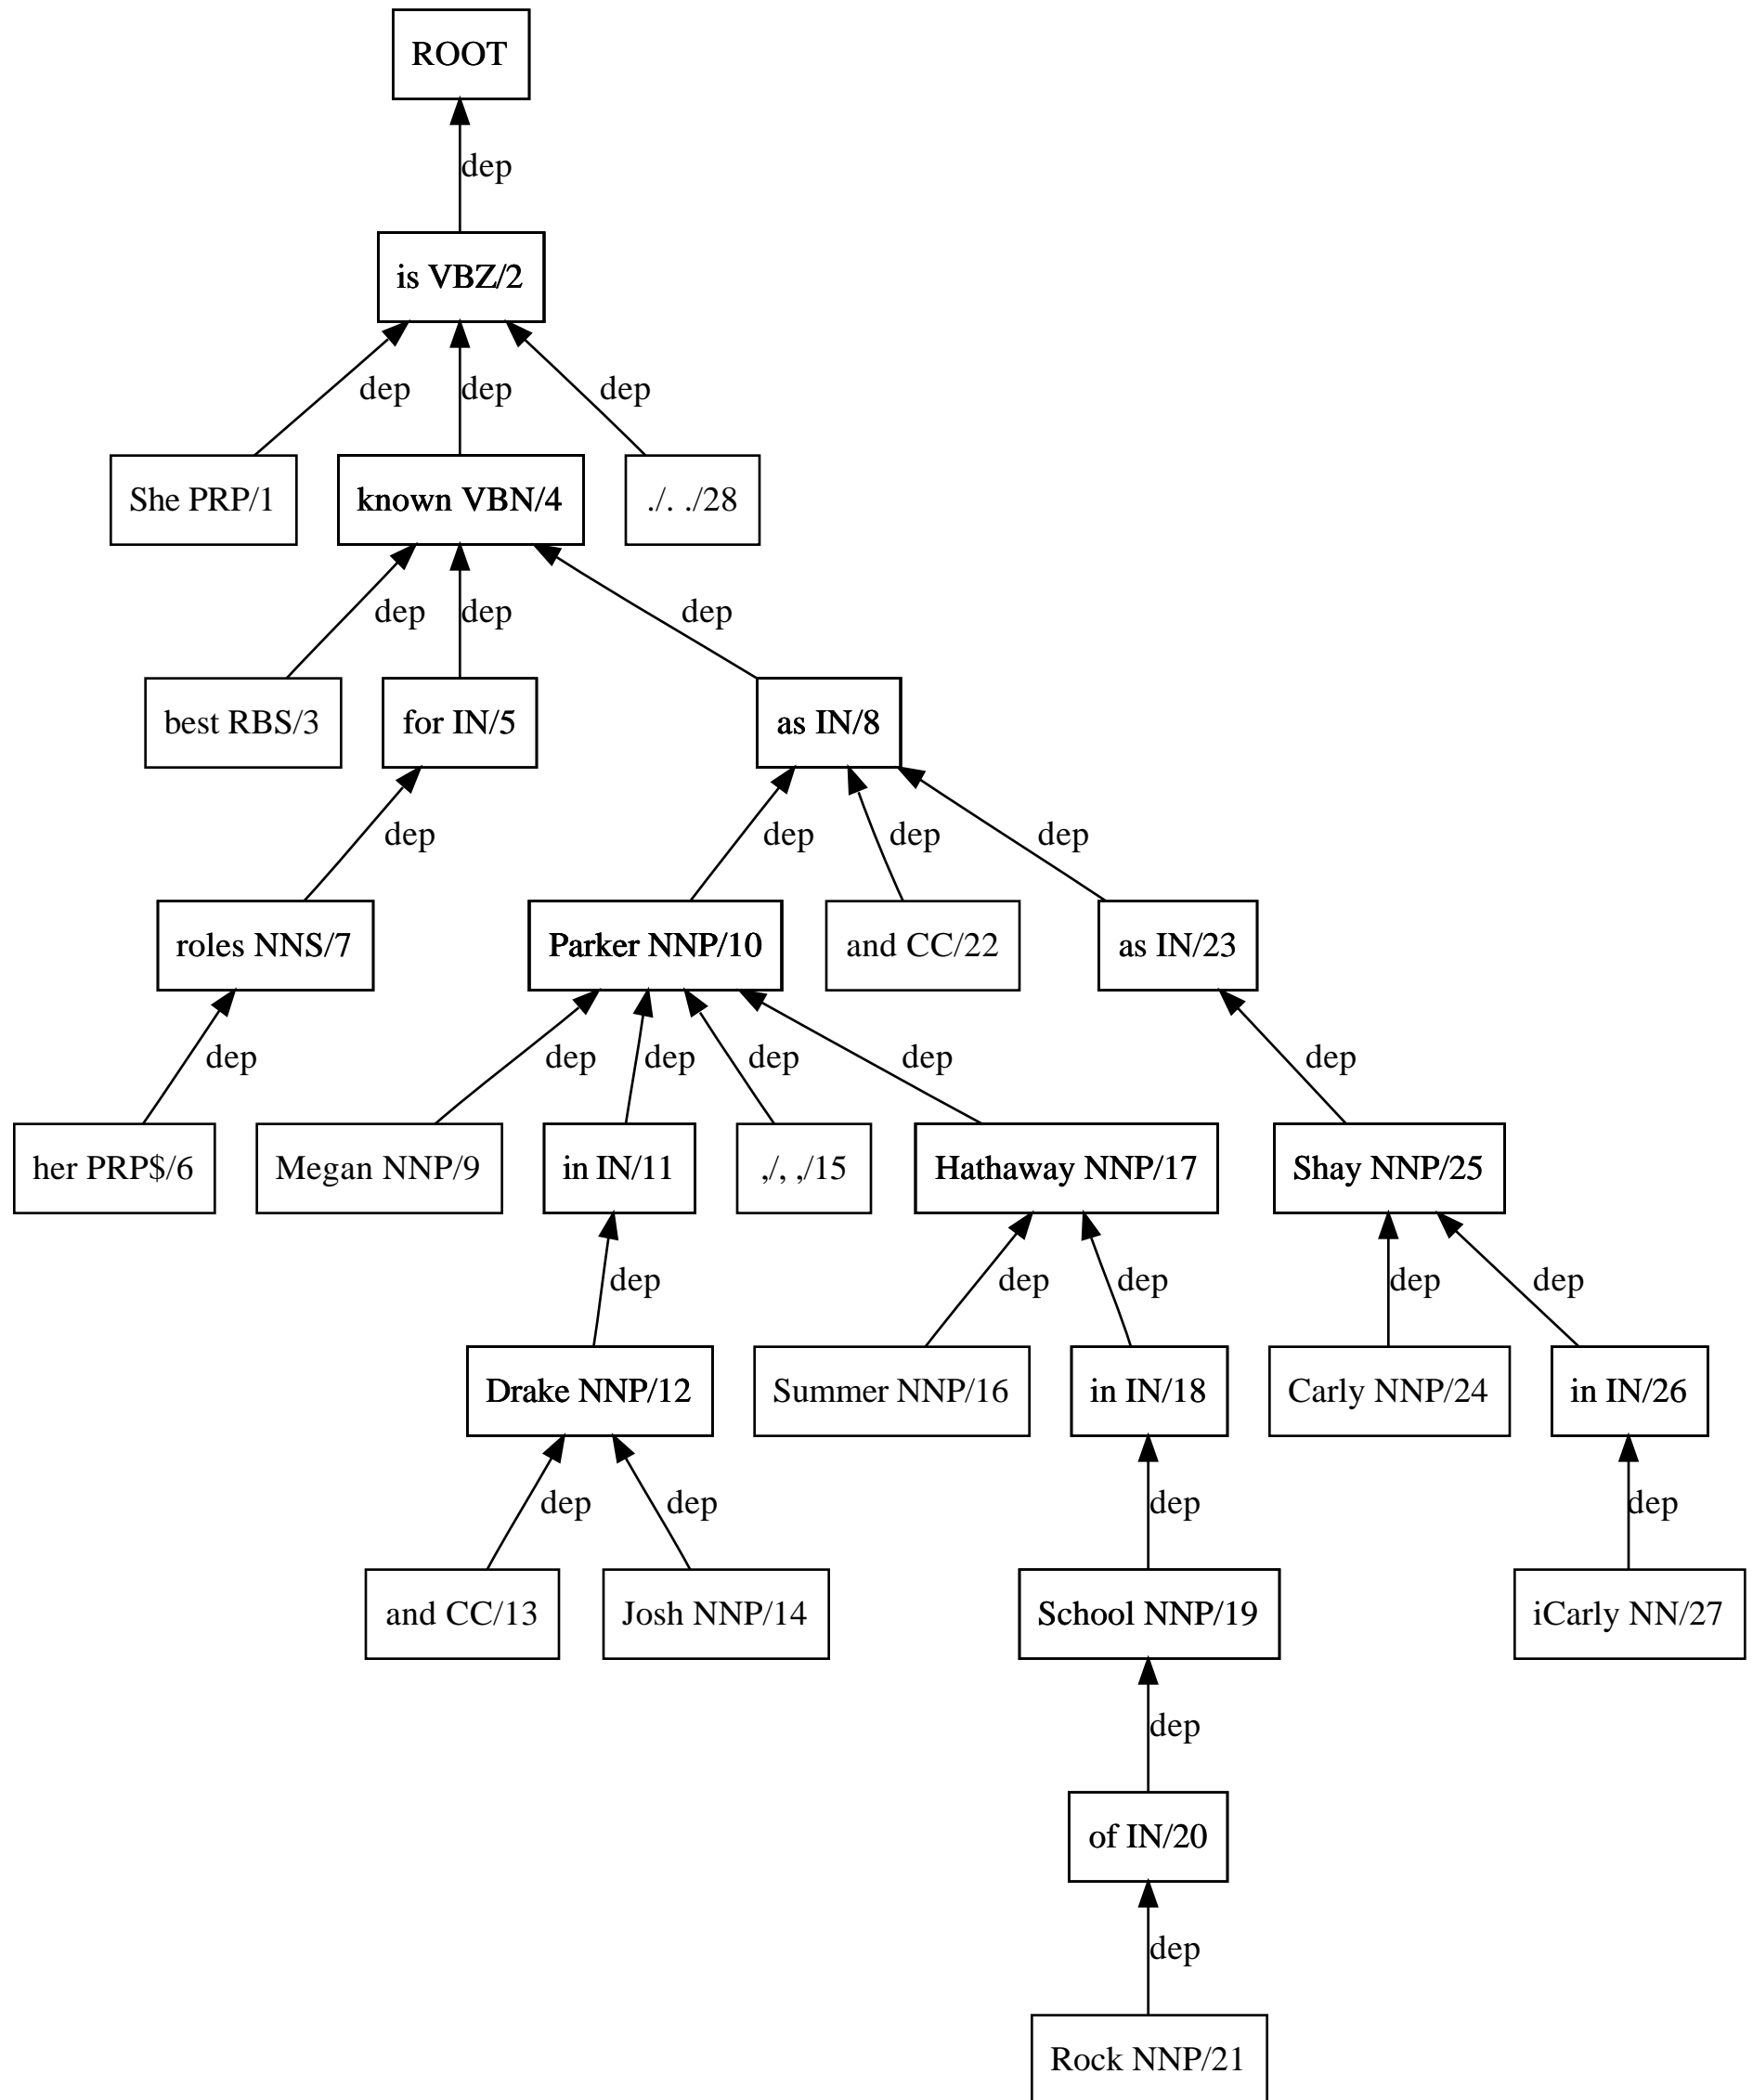 ROOT
dep
is VBZ/2
dep dep dep
She PRP/1 known VBN/4 ./. ./28
dep dep dep
best RBS/3 for IN/5 as IN/8
dep dep dep dep
roles NNS/7 Parker NNP/10 and CC/22 as IN/23
dep dep dep dep dep dep
her PRP$/6 Megan NNP/9 in IN/11 ,/, ,/15 Hathaway NNP/17 Shay NNP/25
dep dep dep dep dep
Drake NNP/12 Summer NNP/16 in IN/18 Carly NNP/24 in IN/26
dep dep dep dep
and CC/13 Josh NNP/14 School NNP/19 iCarly NN/27
dep
of IN/20
dep
Rock NNP/21